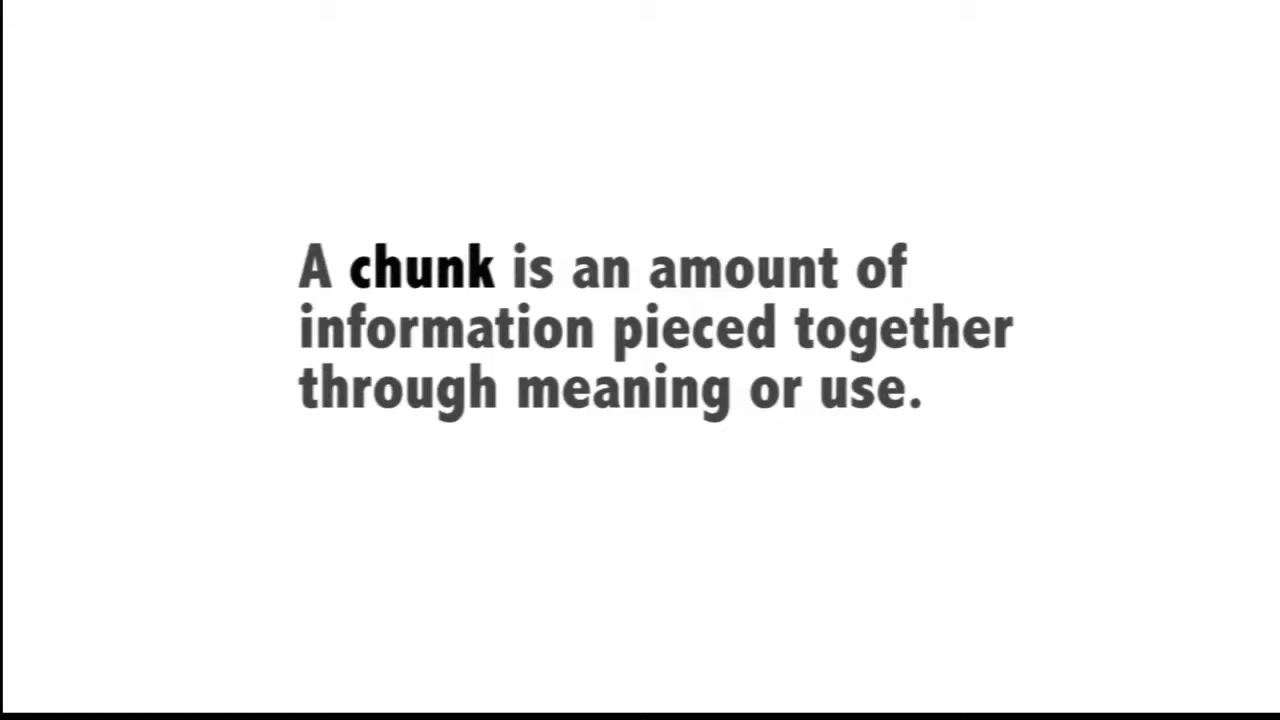 A chunk is an amount of
information pieced together
through meaning or use.